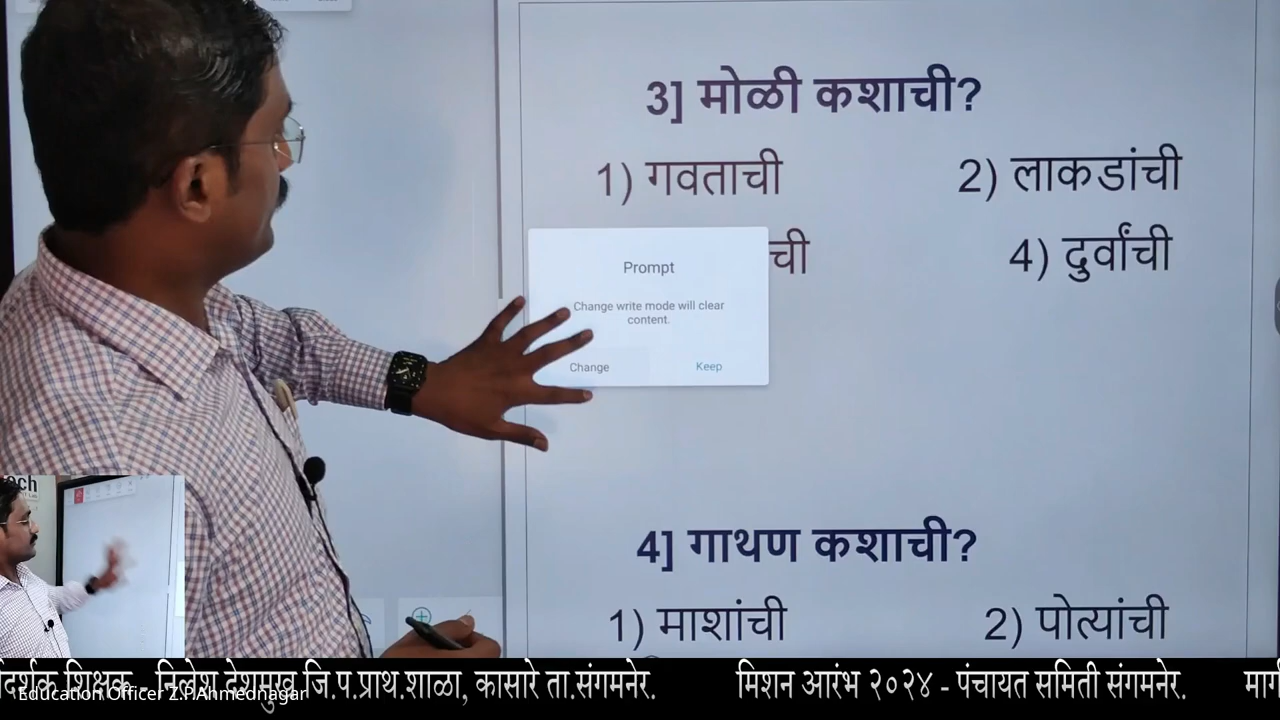 3] मोळी कशाची?
1) गवताची 2) लाकडांची
ची 4) दुर्वांची
Prompt
Change write mode will clear
content.
Change Keep
4] गाथण कशाची?
1) माशांची 2) पोत्यांची
र्दर्शक शिक्षक - निलेश देशमुख जि.प.प्राथ.शाळा, कासारे ता.संगमनेर. मिशन आरंभ २०२४ - पंचायत समिती संगमनेर. मार्ग
Education Officer Z.P.Ahmednagar